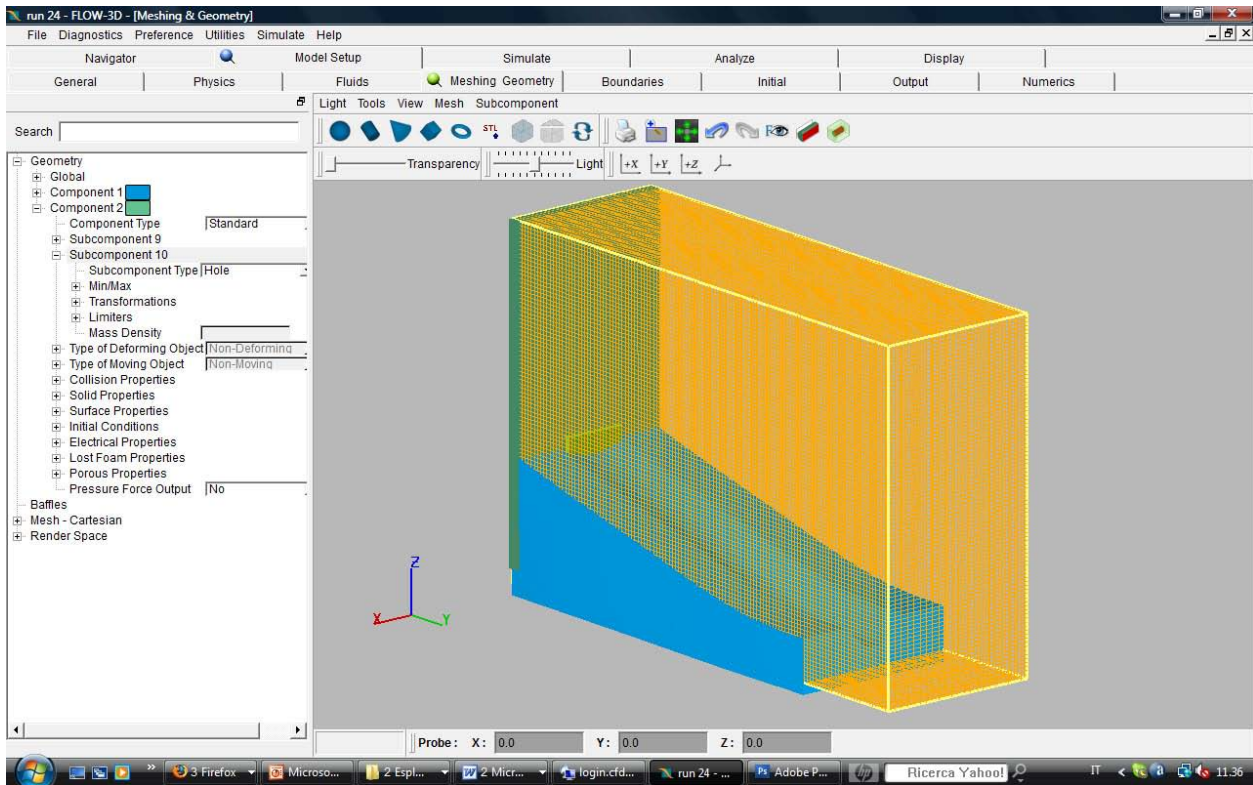 run 24 - FLOW-3D - [Meshing & Geometry]
File Diagnostics Preference Utilities Simulate Help
Navigator Model Setup Simulate Analyze Display
General Physics Fluids Meshing Geometry Boundaries Initial Output Numerics
Light Tools View Mesh Subcomponent
Search
STL
Transparency Light +X +Y +Z
Geometry
Global
Component 1
Component 2
Component Type Standard
Subcomponent 9
Subcomponent 10
Subcomponent Type Hole
Min/Max
Transformations
Limiters
Mass Density
Type of Deforming Object Non-Deforming
Type of Moving Object Non-Moving
Collision Properties
Solid Properties
Surface Properties
Initial Conditions
Electrical Properties
Lost Foam Properties
Porous Properties
Pressure Force Output No
Baffles
Mesh - Cartesian
Render Space
Z
X
Y
Probe: X: 0.0 Y: 0.0 Z: 0.0
3 Firefox Microso... 2 Espl... 2 Micr... login.cfd... run 24 - ... Adobe P... Ricerca Yahoo! IT 11.36